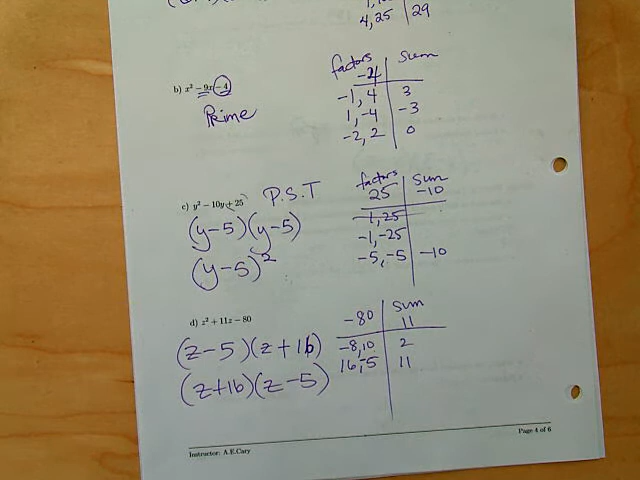 4,25 29
b) x² − 9x − 4
Prime
factors Sum
-4
-1, 4 3
1, -4 -3
-2, 2 0
c) y² − 10y + 25
P.S.T
(y-5)(y-5)
(y-5)²
factors Sum
25 -10
1,25
-1,-25
-5,-5 -10
d) z² + 11z − 80
(z-5)(z+16)
(z+16)(z-5)
-80 Sum
11
-8,10 2
16,-5 11
Page 4 of 6
Instructor: A.E.Cary